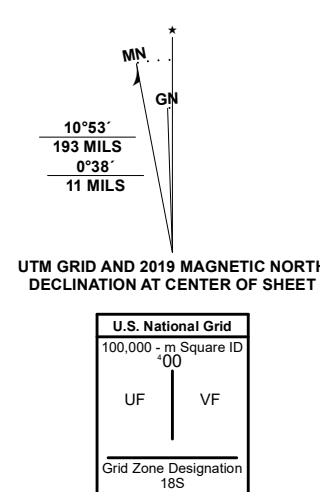 MN
GN
10°53´
193 MILS
0°38´
11 MILS
UTM GRID AND 2019 MAGNETIC NORTH
DECLINATION AT CENTER OF SHEET
U.S. National Grid
100,000 - m Square ID
⁴00
UF VF
Grid Zone Designation
18S